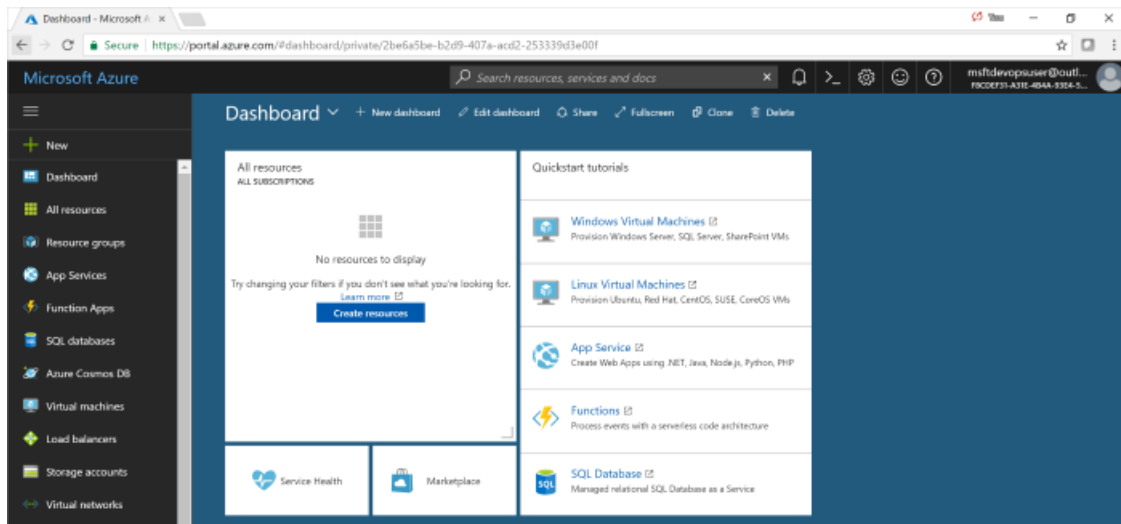 Dashboard - Microsoft A
Secure
https://portal.azure.com/#dashboard/private/2be6a5be-b2d9-407a-acd2-253339d3e00f
Microsoft Azure
Search resources, services and docs
msftdevopsuser@outl...
Dashboard
+ New dashboard
Edit dashboard
Share
Fullscreen
Clone
Delete
New
Dashboard
All resources
Resource groups
App Services
Function Apps
SQL databases
Azure Cosmos DB
Virtual machines
Load balancers
Storage accounts
Virtual networks
All resources
ALL SUBSCRIPTIONS
No resources to display
Try changing your filters if you don't see what you're looking for.
Learn more
Create resources
Service Health
Marketplace
Quickstart tutorials
Windows Virtual Machines
Provision Windows Server, SQL Server, SharePoint VMs
Linux Virtual Machines
Provision Ubuntu, Red Hat, CentOS, SUSE, CoreOS VMs
App Service
Create Web Apps using .NET, Java, Node.js, Python, PHP
Functions
Process events with a serverless code architecture
SQL
SQL Database
Managed relational SQL Database as a Service